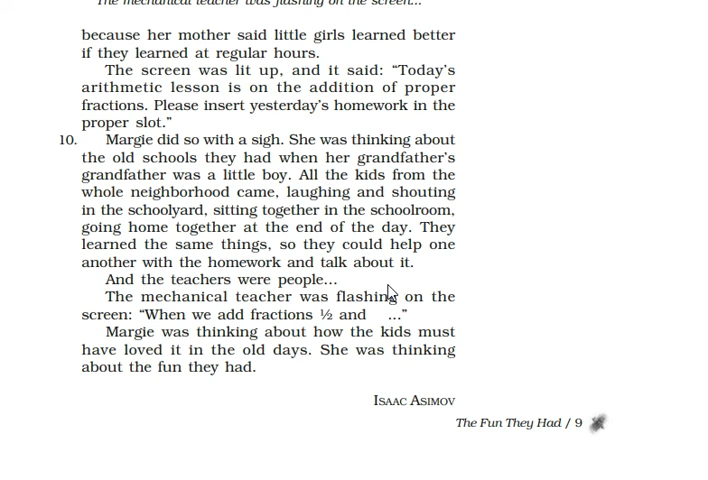 The mechanical teacher was flashing on the screen...
because her mother said little girls learned better
if they learned at regular hours.
The screen was lit up, and it said: “Today’s
arithmetic lesson is on the addition of proper
fractions. Please insert yesterday’s homework in the
proper slot.”
10. Margie did so with a sigh. She was thinking about
the old schools they had when her grandfather’s
grandfather was a little boy. All the kids from the
whole neighborhood came, laughing and shouting
in the schoolyard, sitting together in the schoolroom,
going home together at the end of the day. They
learned the same things, so they could help one
another with the homework and talk about it.
And the teachers were people...
The mechanical teacher was flashing on the
screen: “When we add fractions ½ and ...”
Margie was thinking about how the kids must
have loved it in the old days. She was thinking
about the fun they had.
ISAAC ASIMOV
The Fun They Had / 9